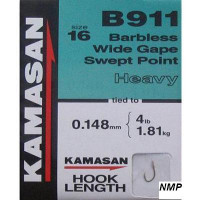 KAMASAN
B911
SIZE 16
Barbless
Wide Gape
Swept Point
Heavy
tied to
0.148mm
4lb
1.81kg
KAMASAN
HOOK
LENGTH
NMP